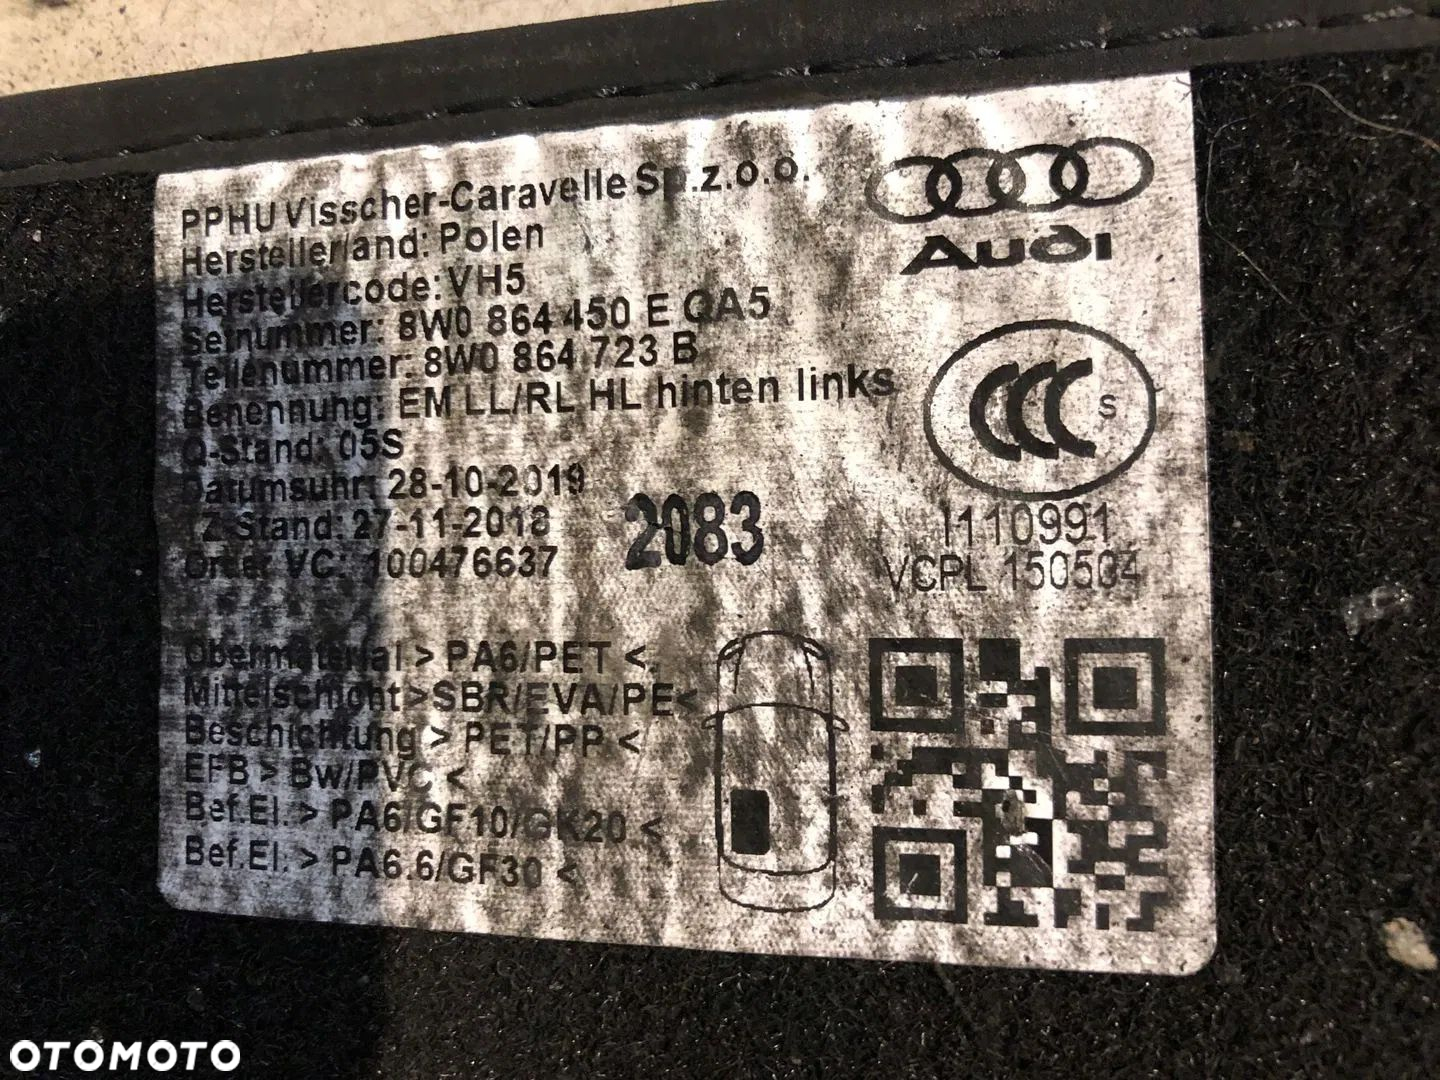 PPHU Visscher-Caravelle Sp.z.o.o.
Herstellerland: Polen
Herstellercode: VH5
Setnummer: 8W0 864 450 E QA5
Teilenummer: 8W0 864 723 B
Benennung: EM LL/RL HL hinten links
Q-Stand: 05S
Datumsuhr: 28-10-2019
TZ-Stand: 27-11-2018
Order VC: 100476637
2083
Audi
CCC S
I110991
VCPL 150504
Obermaterial > PA6/PET <
Mittelschicht > SBR/EVA/PE <
Beschichtung > PET/PP <
EFB > Bw/PVC <
Bef.El. > PA6/GF10/GK20 <
Bef.El. > PA6.6/GF30 <
OTOMOTO